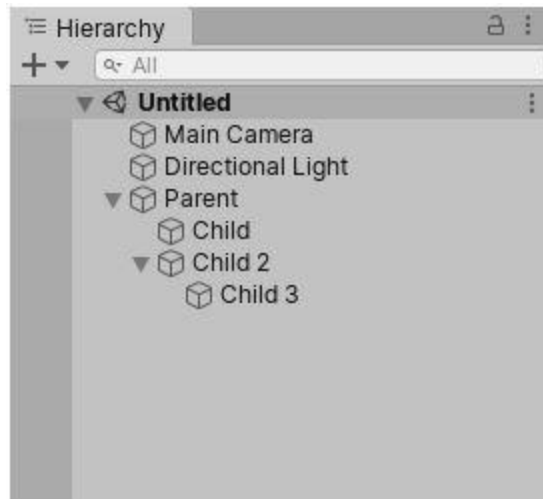 Hierarchy
All
Untitled
Main Camera
Directional Light
Parent
Child
Child 2
Child 3